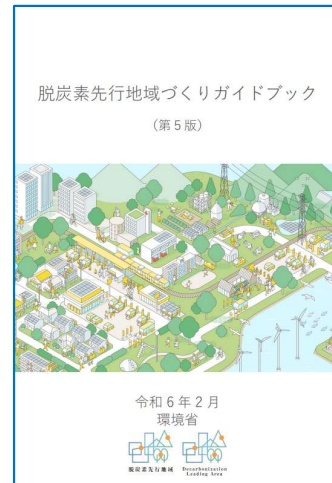 脱炭素先行地域づくりガイドブック
（第５版）
令和６年２月
環境省
脱炭素先行地域
Decarbonization
Leading Area